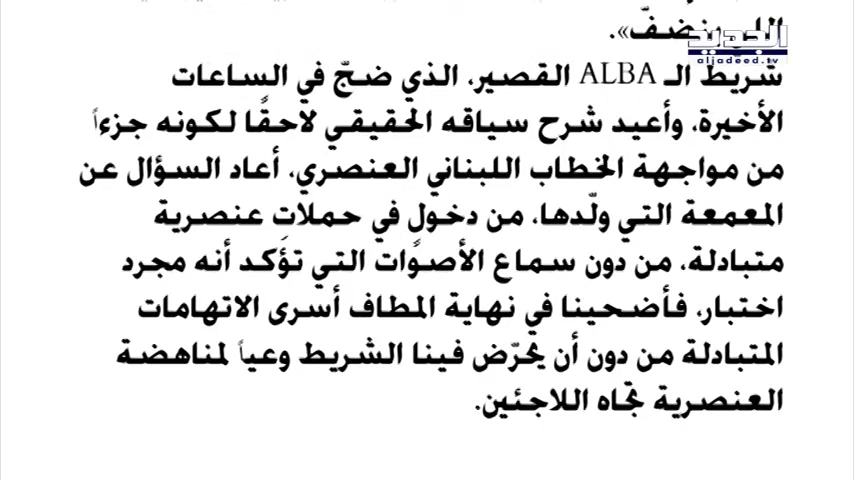 الجديد
aljadeed.tv
شريط الـ ALBA القصير، الذي ضجّ في الساعات
الأخيرة، وأعيد شرح سياقه الحقيقي لاحقًا لكونه جزءاً
من مواجهة الخطاب اللبناني العنصري، أعاد السؤال عن
المعمعة التي ولّدها، من دخول في حملات عنصرية
متبادلة، من دون سماع الأصوات التي تؤكد أنه مجرد
اختبار، فأضحينا في نهاية المطاف أسرى الاتهامات
المتبادلة من دون أن يحرّض فينا الشريط وعياً لمناهضة
العنصرية تجّاه اللاجئين.